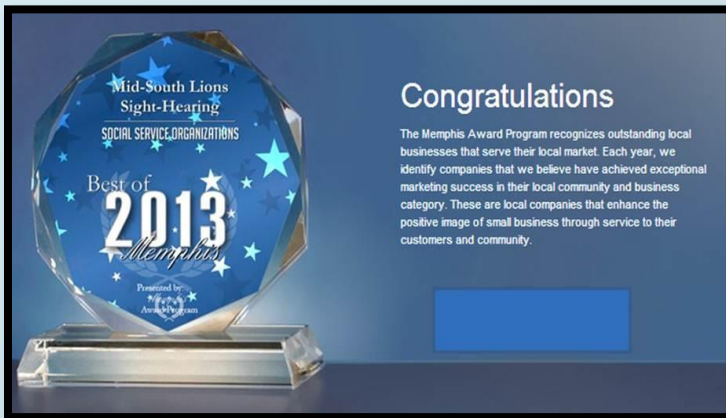 Mid-South Lions
Sight-Hearing
SOCIAL SERVICE ORGANIZATIONS
Best of
2013
Memphis
Presented by:
Award Program
Congratulations
The Memphis Award Program recognizes outstanding local
businesses that serve their local market. Each year, we
identify companies that we believe have achieved exceptional
marketing success in their local community and business
category. These are local companies that enhance the
positive image of small business through service to their
customers and community.